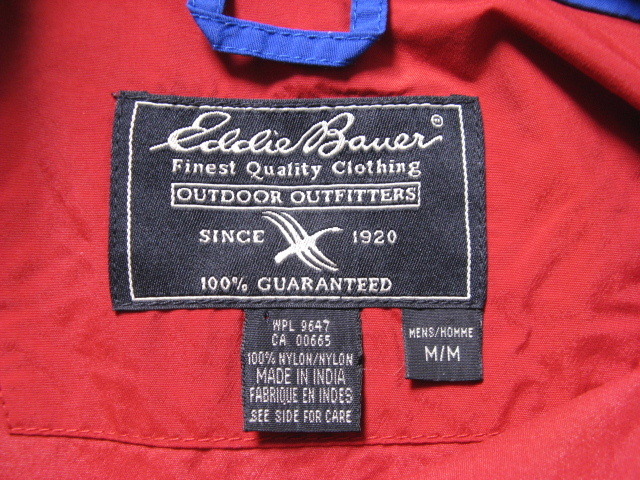 Eddie Bauer®
Finest Quality Clothing
OUTDOOR OUTFITTERS
SINCE 1920
100% GUARANTEED
WPL 9647
CA 00665
100% NYLON/NYLON
MADE IN INDIA
FABRIQUE EN INDES
SEE SIDE FOR CARE
MENS/HOMME
M/M